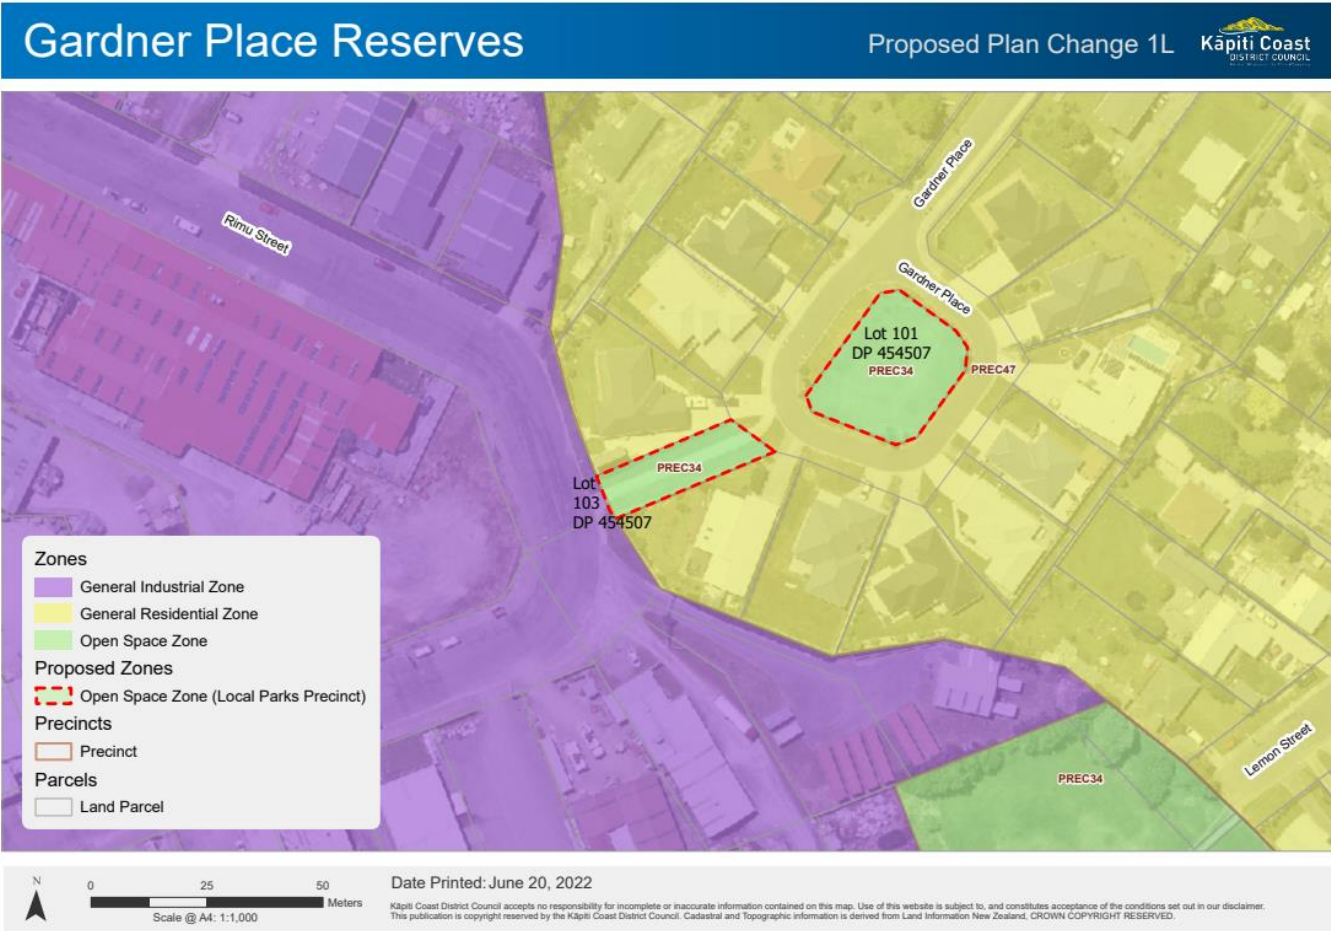 Gardner Place Reserves
Proposed Plan Change 1L
Kāpiti Coast
DISTRICT COUNCIL
Rimu Street
Gardner Place
Gardner Place
Lot 101
DP 454507
PREC34
PREC47
PREC34
Lot
103
DP 454507
PREC34
Lemon Street
Zones
General Industrial Zone
General Residential Zone
Open Space Zone
Proposed Zones
Open Space Zone (Local Parks Precinct)
Precincts
Precinct
Parcels
Land Parcel
N
0 25 50
Meters
Scale @ A4: 1:1,000
Date Printed: June 20, 2022
Kāpiti Coast District Council accepts no responsibility for incomplete or inaccurate information contained on this map. Use of this website is subject to, and constitutes acceptance of the conditions set out in our disclaimer.
This publication is copyright reserved by the Kāpiti Coast District Council. Cadastral and Topographic information is derived from Land Information New Zealand, CROWN COPYRIGHT RESERVED.